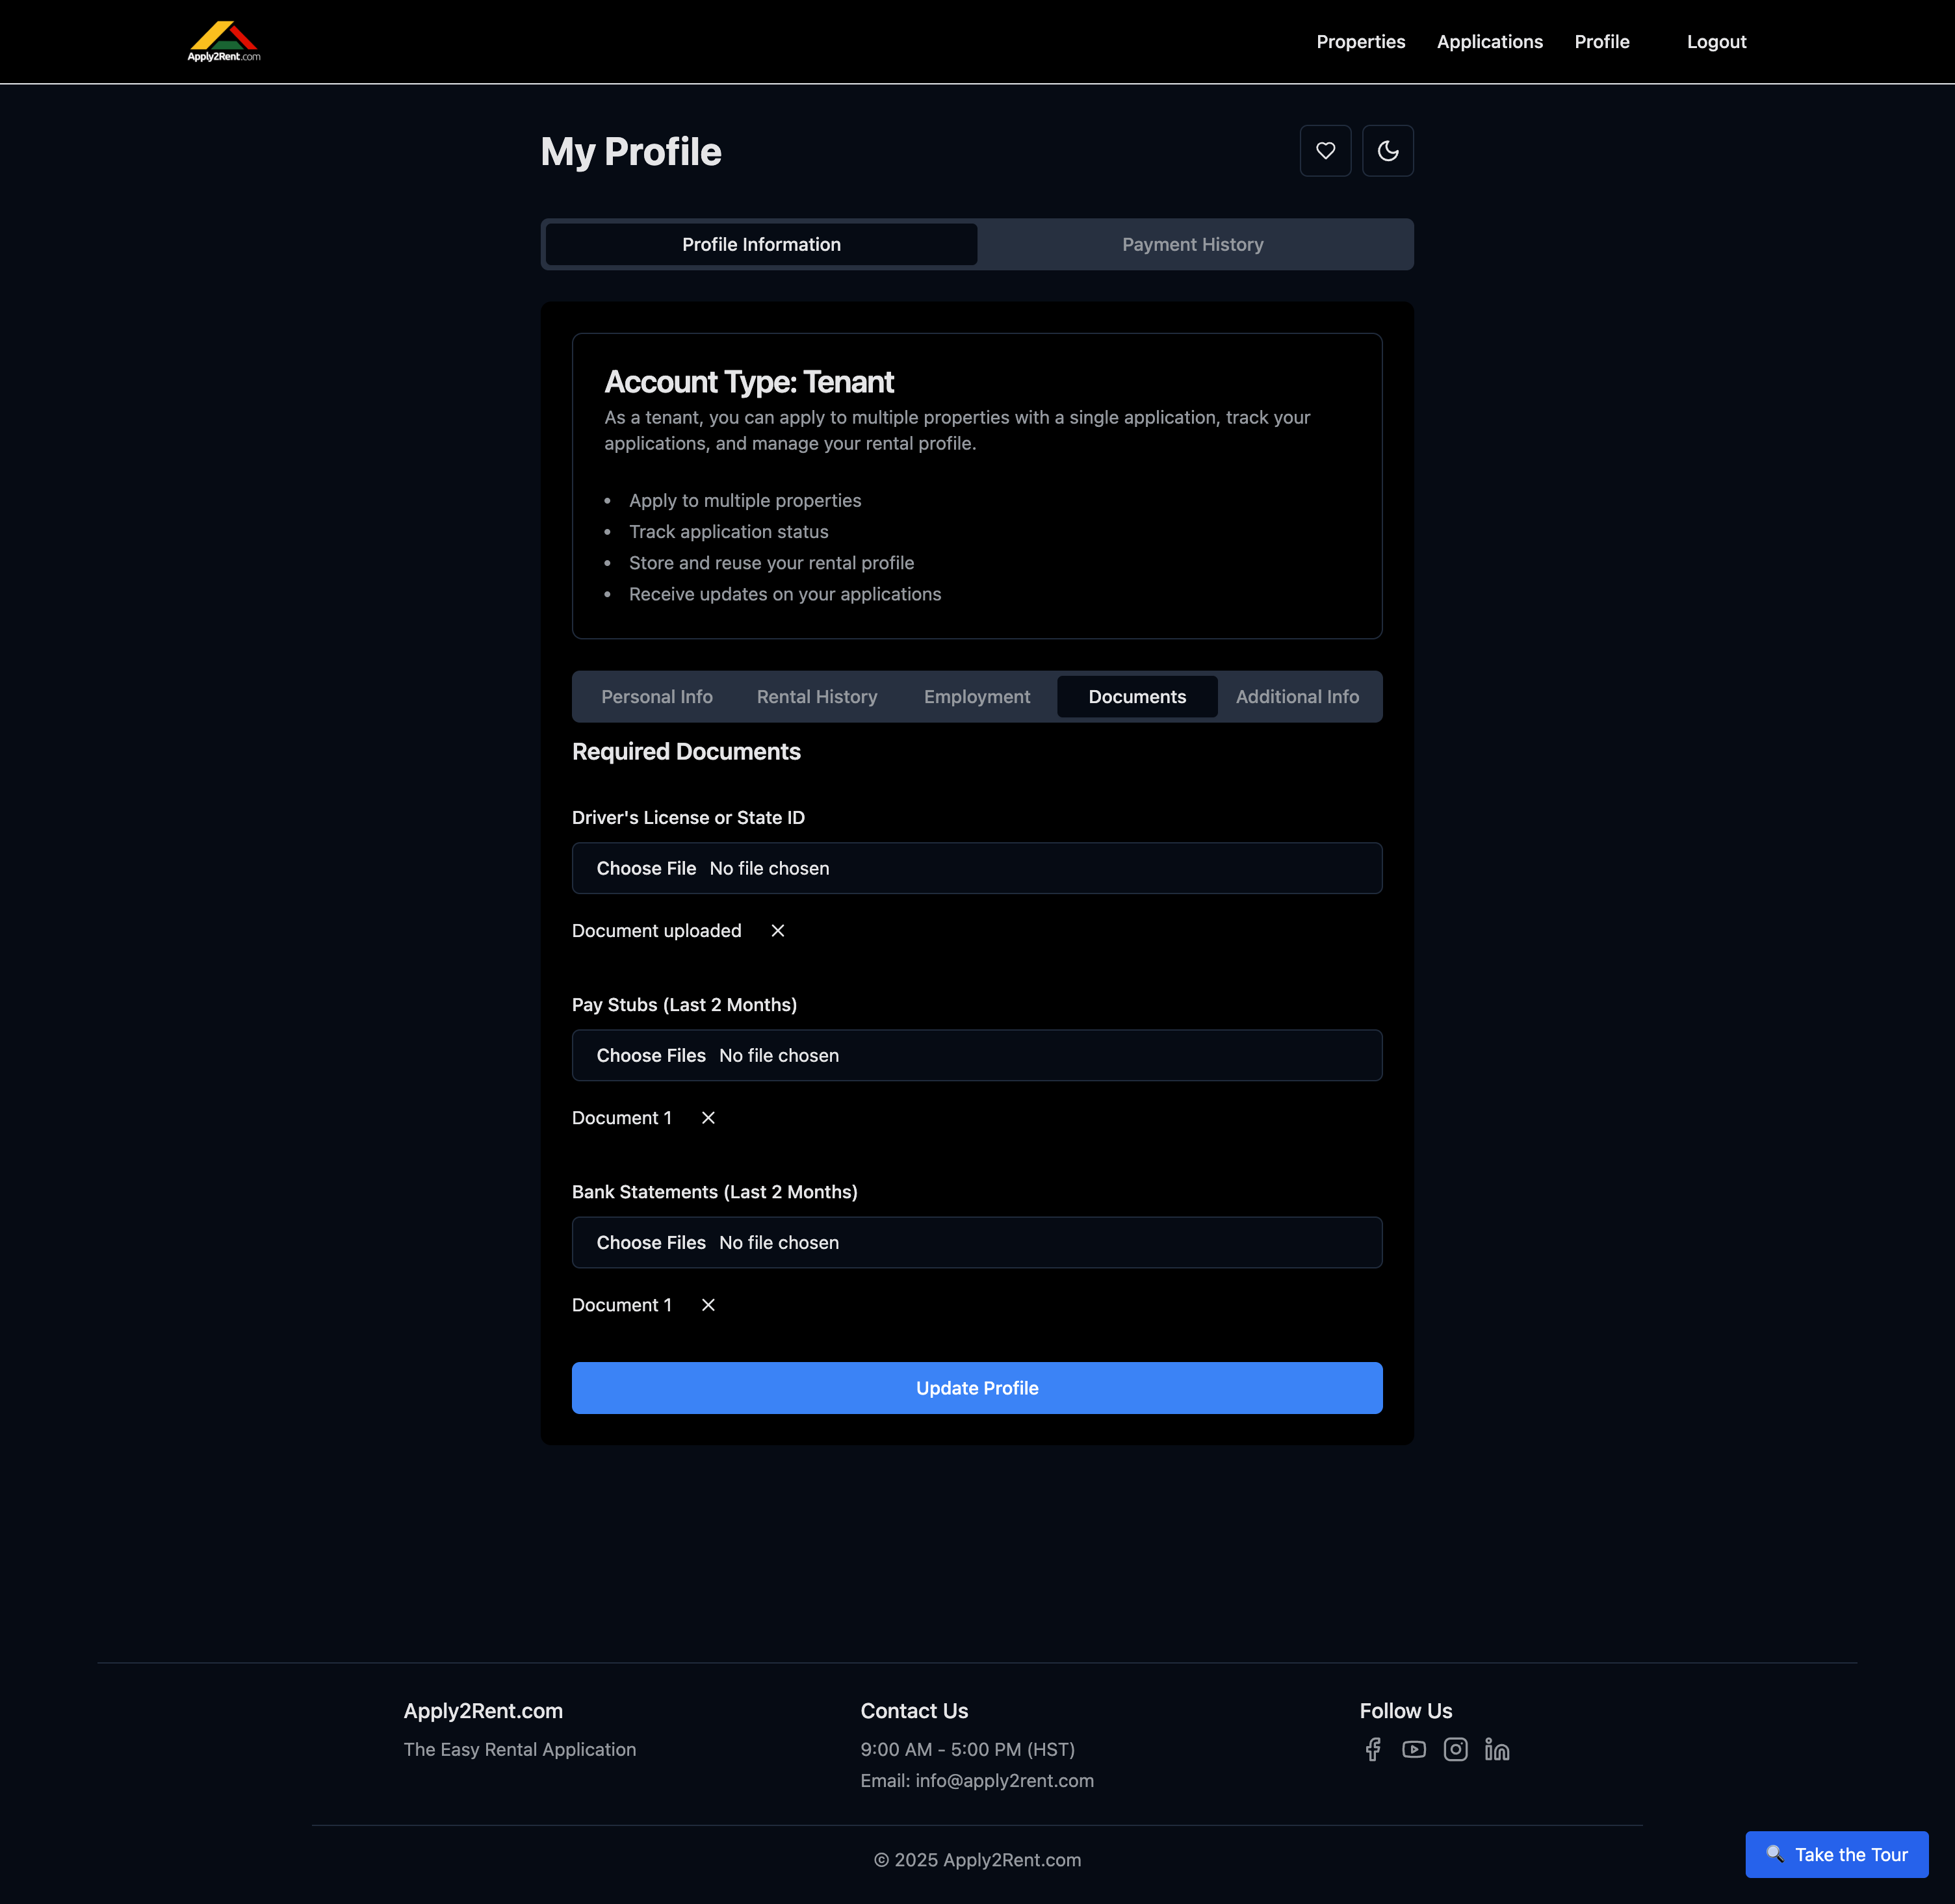 Apply2Rent.com
Properties
Applications
Profile
Logout
My Profile
Profile Information
Payment History
Account Type: Tenant
As a tenant, you can apply to multiple properties with a single application, track your
applications, and manage your rental profile.
• Apply to multiple properties
• Track application status
• Store and reuse your rental profile
• Receive updates on your applications
Personal Info
Rental History
Employment
Documents
Additional Info
Required Documents
Driver's License or State ID
Choose File No file chosen
Document uploaded
Pay Stubs (Last 2 Months)
Choose Files No file chosen
Document 1
Bank Statements (Last 2 Months)
Choose Files No file chosen
Document 1
Update Profile
Apply2Rent.com
The Easy Rental Application
Contact Us
9:00 AM - 5:00 PM (HST)
Email: info@apply2rent.com
Follow Us
© 2025 Apply2Rent.com
Take the Tour